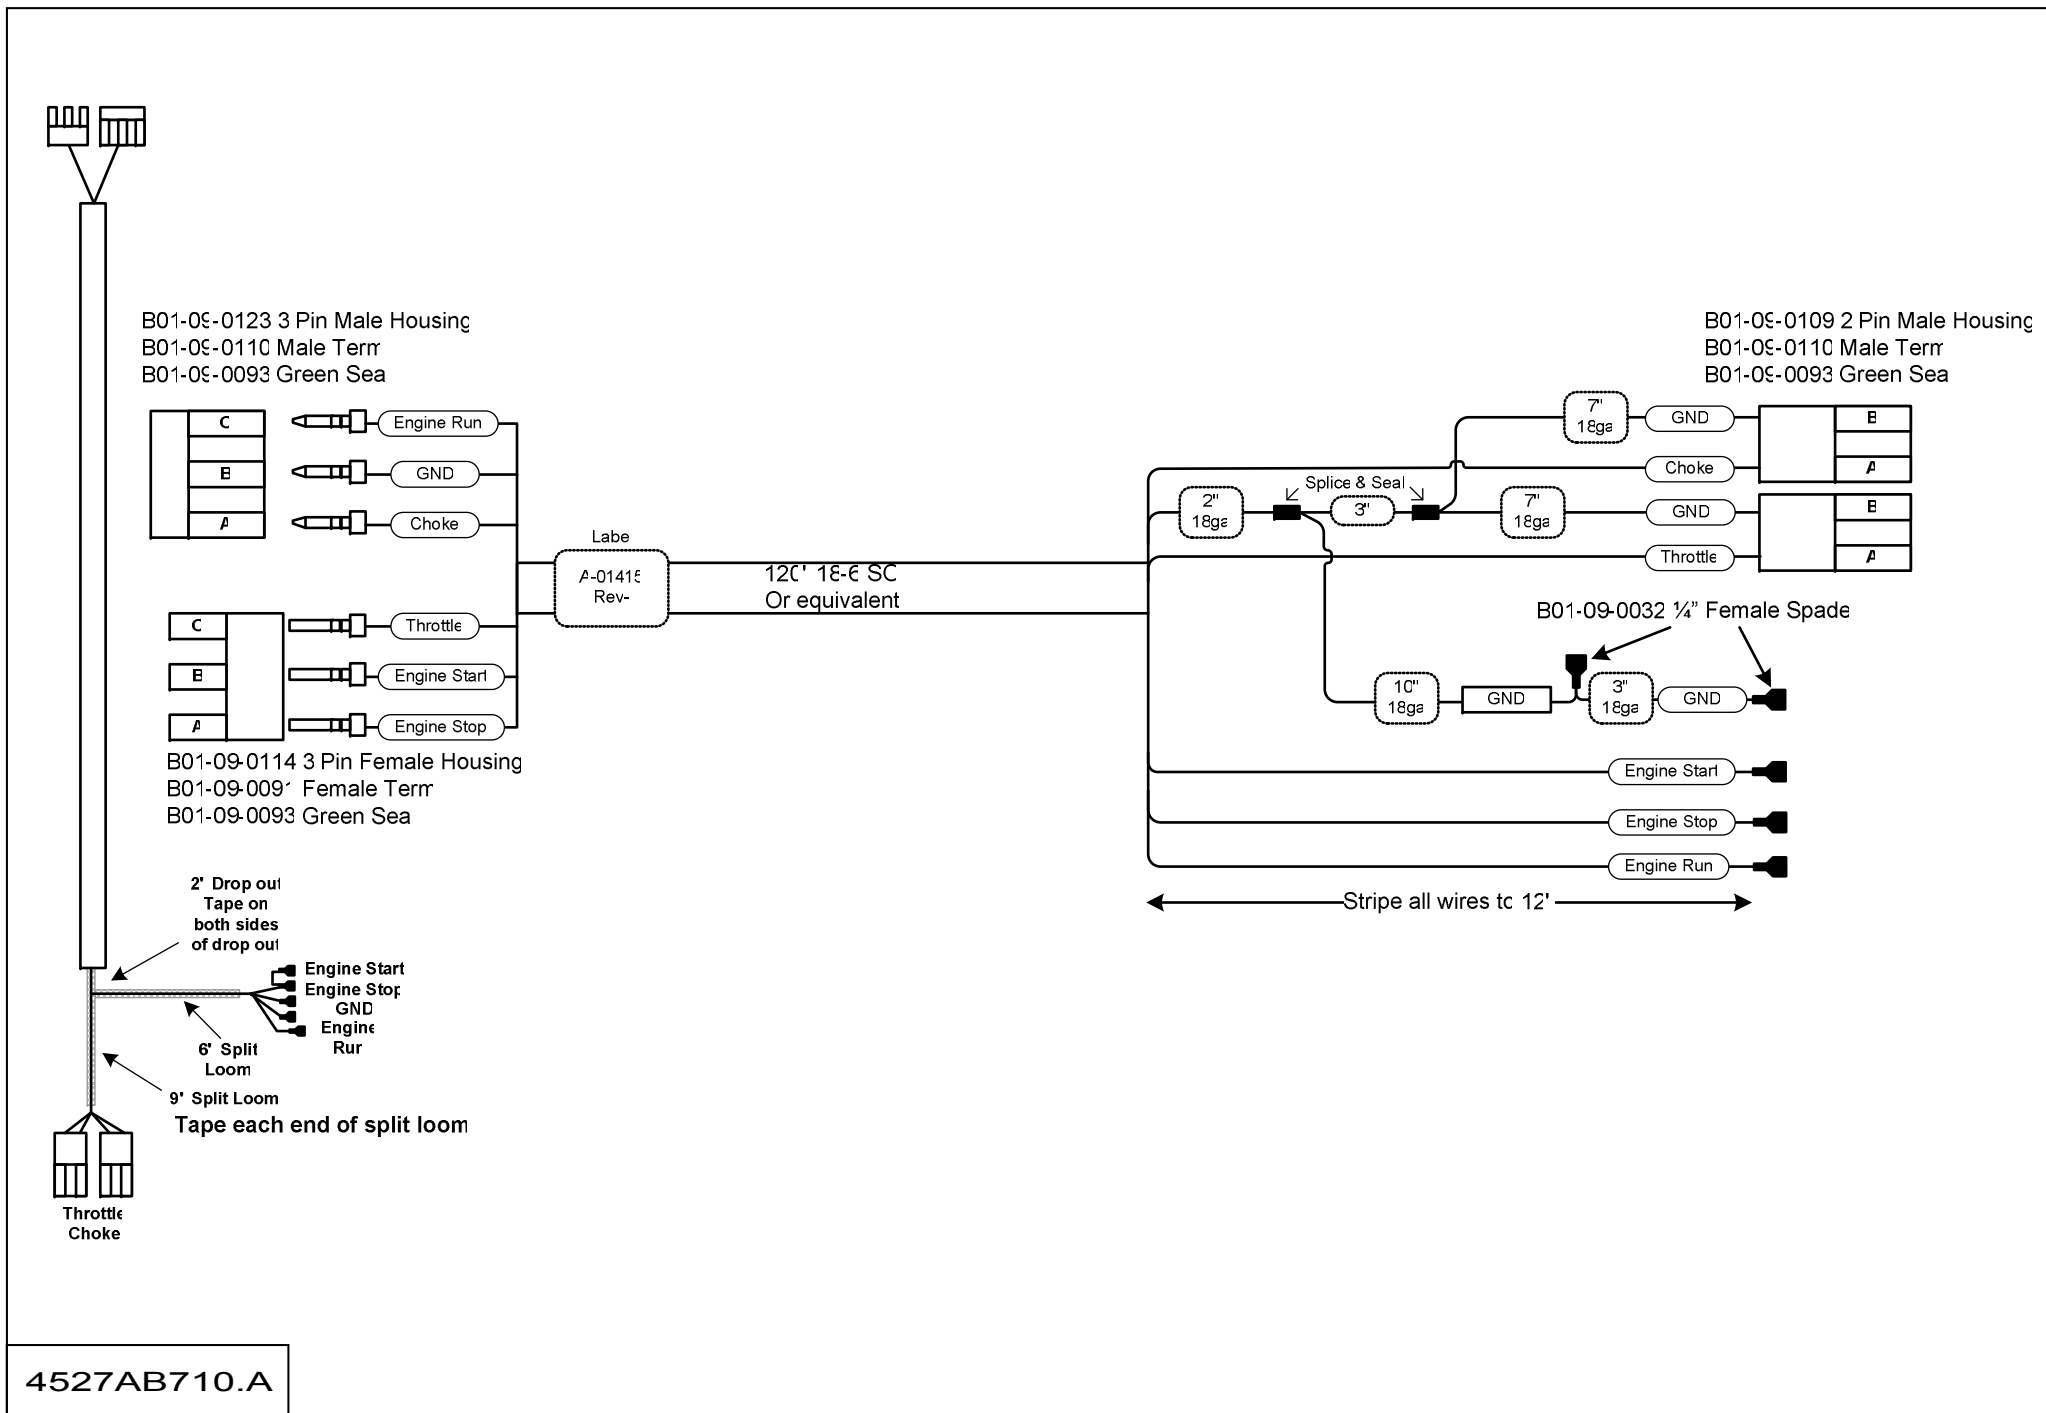 B01-09-0123 3 Pin Male Housing
B01-09-0110 Male Term
B01-09-0093 Green Sea
C
B
A
Engine Run
GND
Choke
Labe
A-01415
Rev-
120" 18-6 SO
Or equivalent
C
B
A
Throttle
Engine Start
Engine Stop
B01-09-0114 3 Pin Female Housing
B01-09-0091 Female Term
B01-09-0093 Green Sea
B01-09-0109 2 Pin Male Housing
B01-09-0110 Male Term
B01-09-0093 Green Sea
7"
18ga
GND
B
Choke
A
Splice & Seal
2"
18ga
3"
7"
18ga
GND
B
Throttle
A
B01-09-0032 ¼” Female Spade
10"
18ga
GND
3"
18ga
GND
Engine Start
Engine Stop
Engine Run
Stripe all wires to 12"
2" Drop out
Tape on
both sides
of drop out
Engine Start
Engine Stop
GND
Engine
Run
6" Split
Loom
9" Split Loom
Tape each end of split loom
Throttle
Choke
4527AB710.A